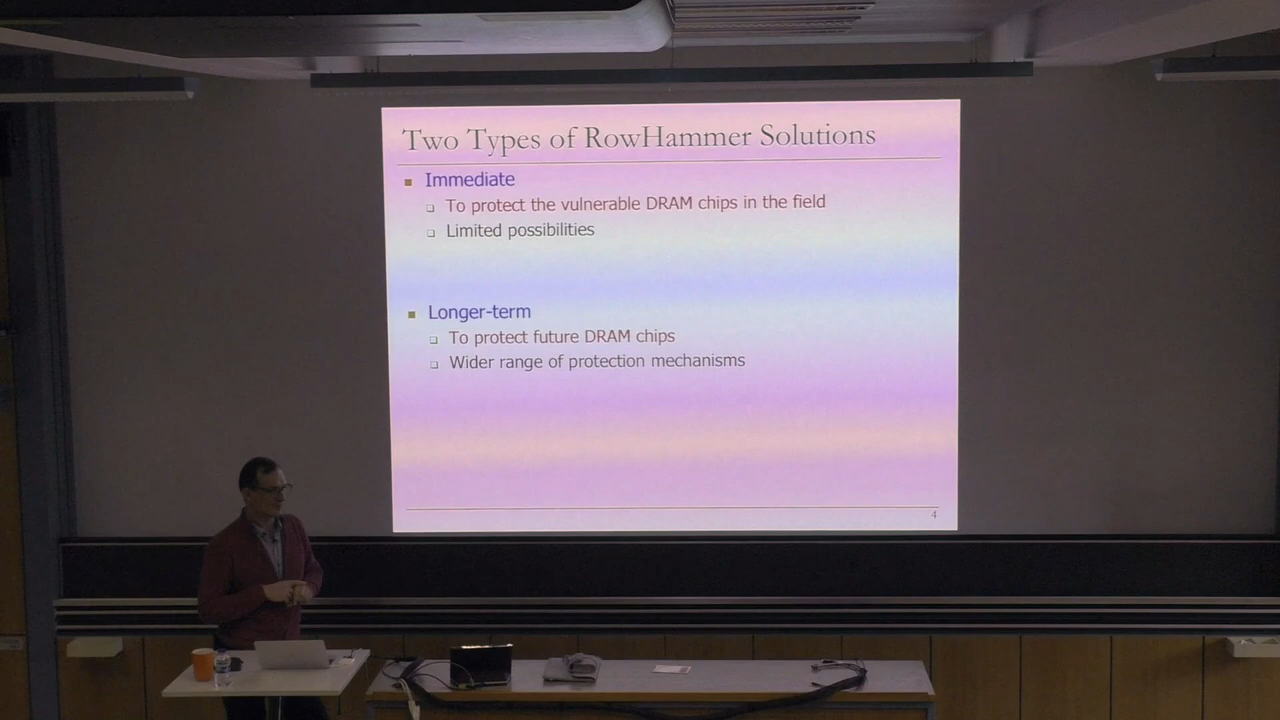 Two Types of RowHammer Solutions
Immediate
To protect the vulnerable DRAM chips in the field
Limited possibilities
Longer-term
To protect future DRAM chips
Wider range of protection mechanisms
4